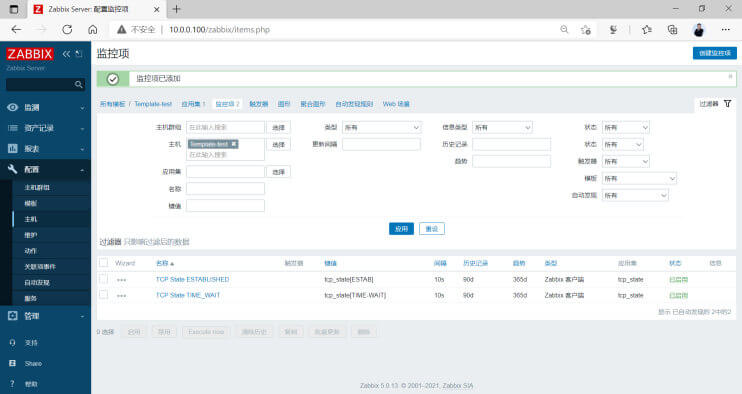 Zabbix Server: 配置监控项
不安全 10.0.0.100/zabbix/items.php
ZABBIX
Zabbix Server
监测
资产记录
报表
配置
主机群组
模板
主机
维护
动作
关联项事件
自动发现
服务
管理
支持
Share
帮助
监控项
创建监控项
监控项已添加
所有模板 / Template-test 应用集 1 监控项 2 触发器 图形 聚合图形 自动发现规则 Web 场景
过滤器
主机群组 在此输入搜索 选择 类型 所有 信息类型 所有 状态 所有
主机 Template-test 选择 更新间隔 历史记录 状态 所有
在此输入搜索 趋势 触发器 所有
应用集 选择 模板 所有
名称 自动发现 所有
键值
应用 重设
过滤器 只影响过滤后的数据
Wizard 名称 触发器 键值 间隔 历史记录 趋势 类型 应用集 状态 信息
TCP State ESTABLISHED tcp_state[ESTAB] 10s 90d 365d Zabbix 客户端 tcp_state 已启用
TCP State TIME_WAIT tcp_state[TIME-WAIT] 10s 90d 365d Zabbix 客户端 tcp_state 已启用
显示 已自动发现的 2中的2
0 选择 启用 禁用 Execute now 清除历史 复制 批量更新 删除
Zabbix 5.0.13. © 2001–2021, Zabbix SIA